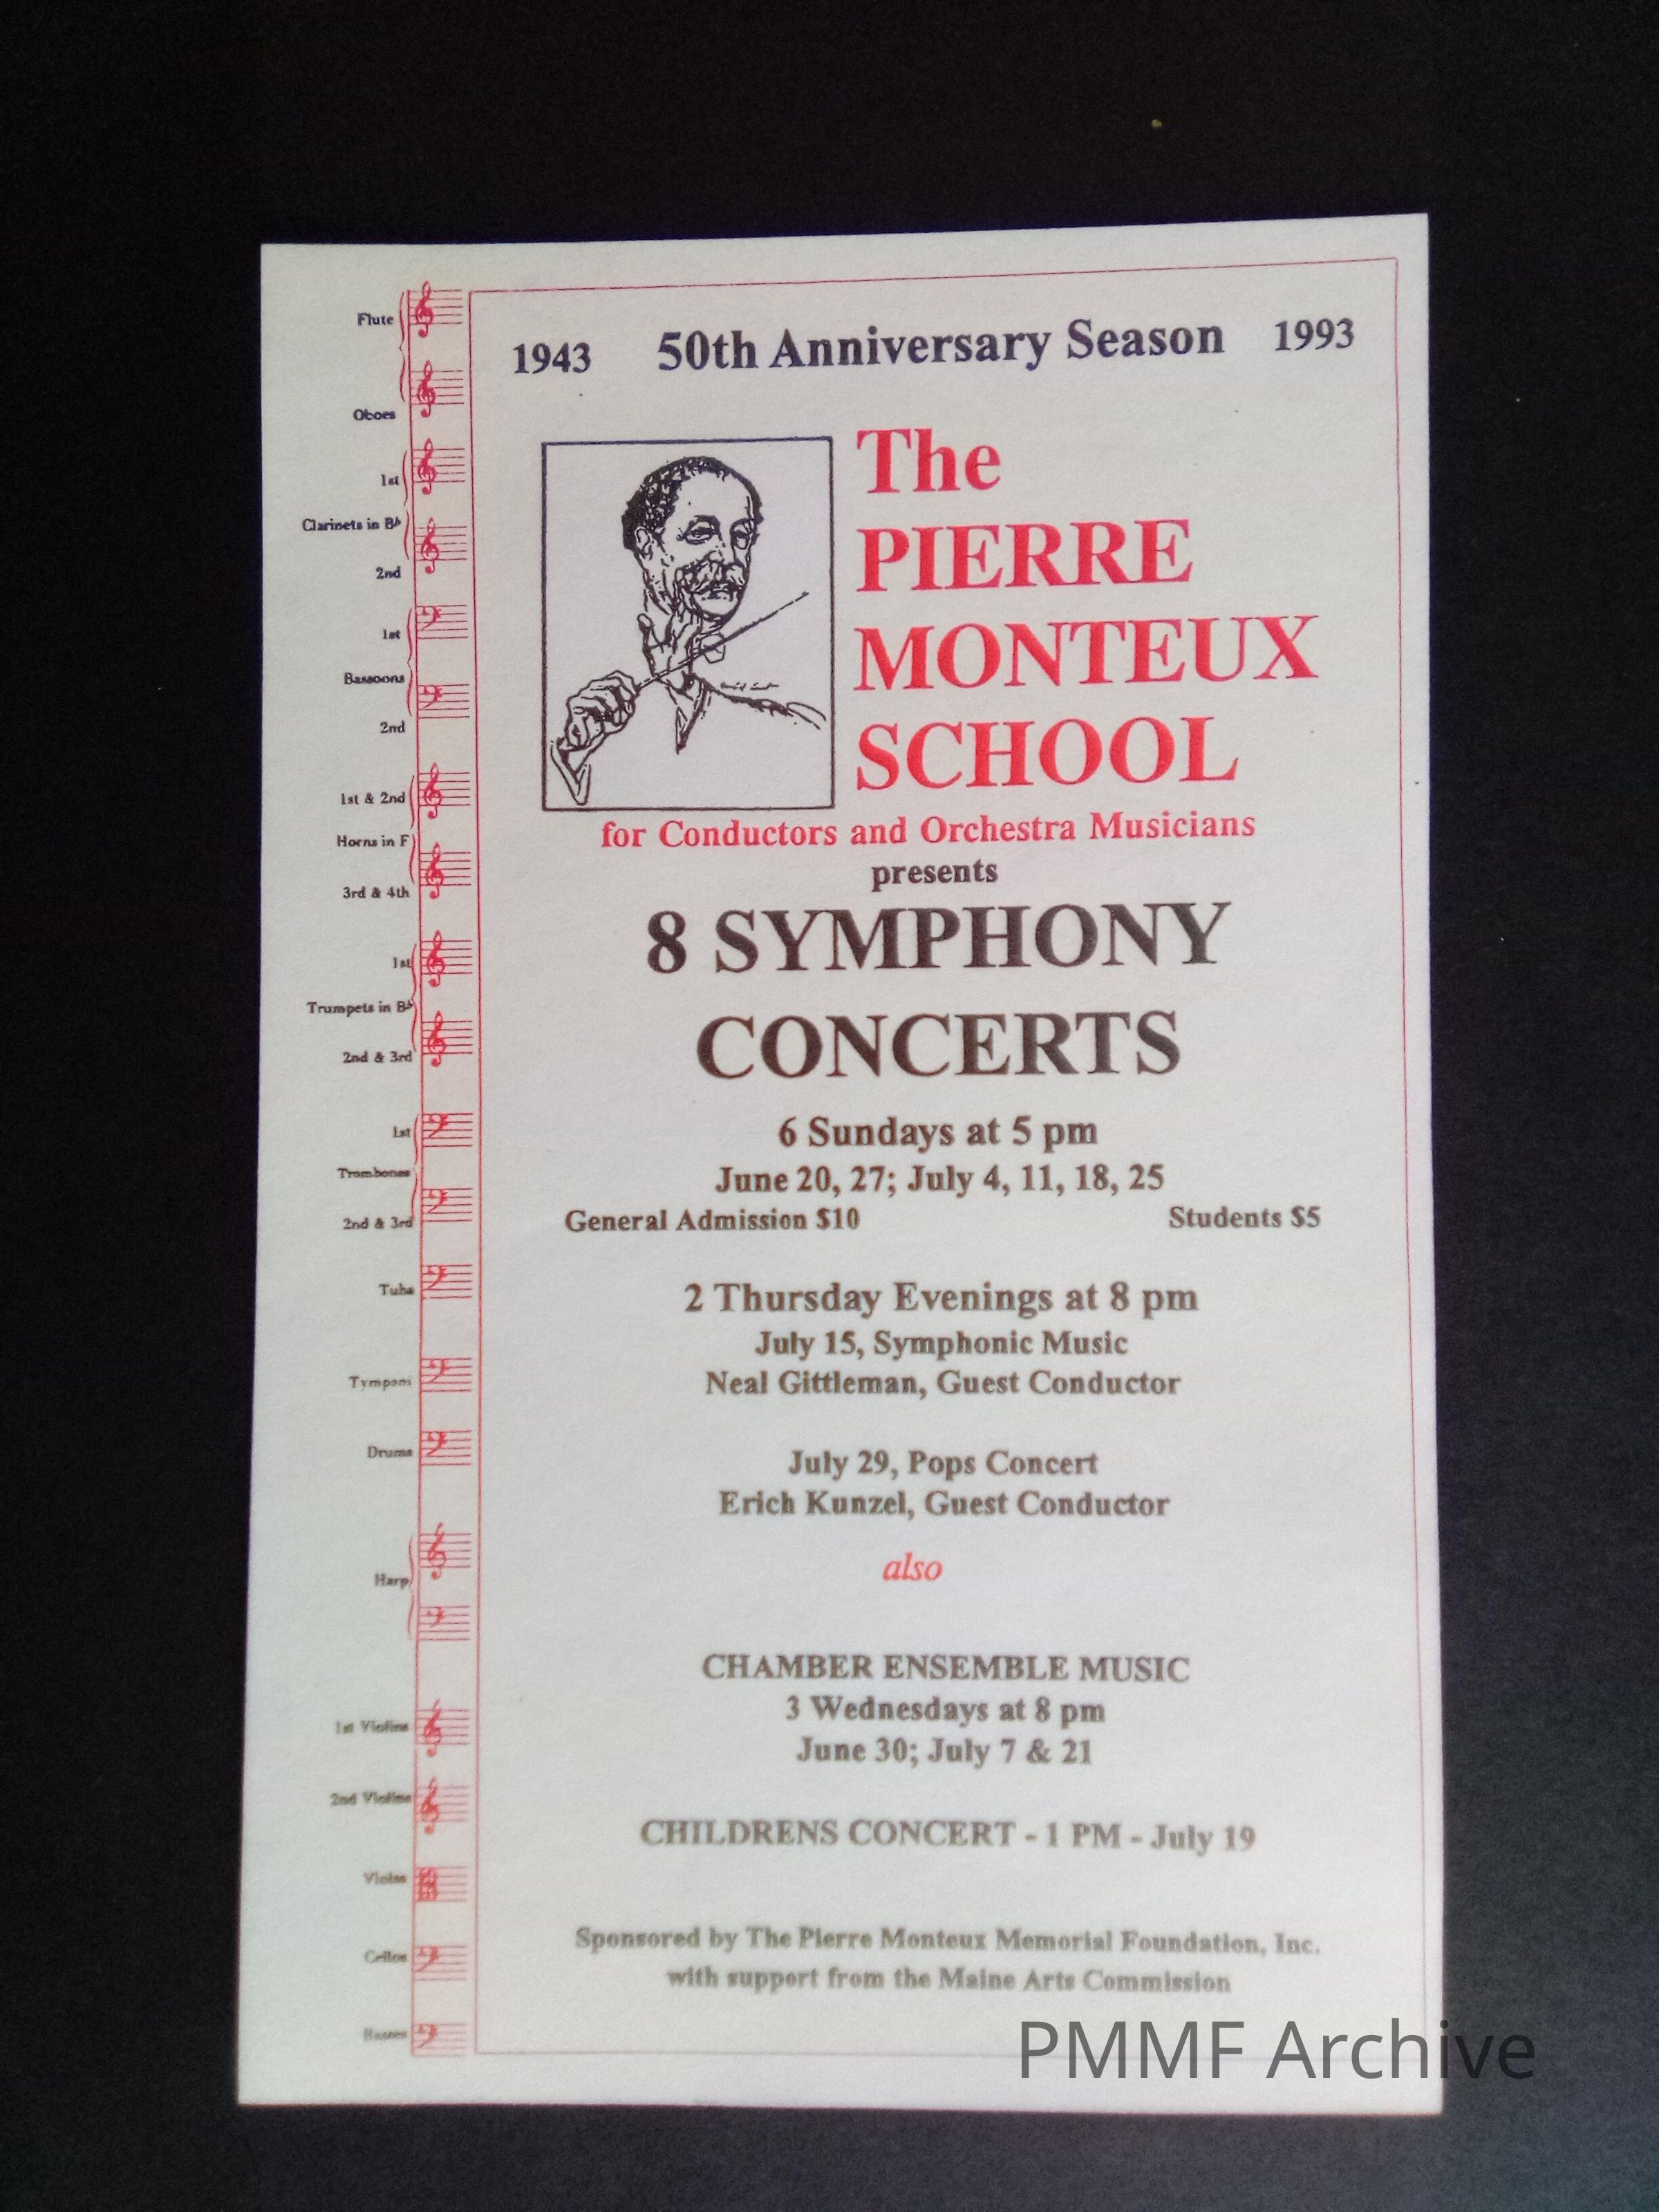 Flute
Oboes
1st
Clarinets in B♭
2nd
1st
Bassoons
2nd
1st & 2nd
Horns in F
3rd & 4th
1st
Trumpets in B♭
2nd & 3rd
1st
Trombones
2nd & 3rd
Tuba
Tympani
Drums
Harp
1st Violins
2nd Violins
Violas
Cellos
Basses
1943 50th Anniversary Season 1993
The
PIERRE
MONTEUX
SCHOOL
for Conductors and Orchestra Musicians
presents
8 SYMPHONY
CONCERTS
6 Sundays at 5 pm
June 20, 27; July 4, 11, 18, 25
General Admission $10 Students $5
2 Thursday Evenings at 8 pm
July 15, Symphonic Music
Neal Gittleman, Guest Conductor
July 29, Pops Concert
Erich Kunzel, Guest Conductor
also
CHAMBER ENSEMBLE MUSIC
3 Wednesdays at 8 pm
June 30; July 7 & 21
CHILDRENS CONCERT - 1 PM - July 19
Sponsored by The Pierre Monteux Memorial Foundation, Inc.
with support from the Maine Arts Commission
PMMF Archive